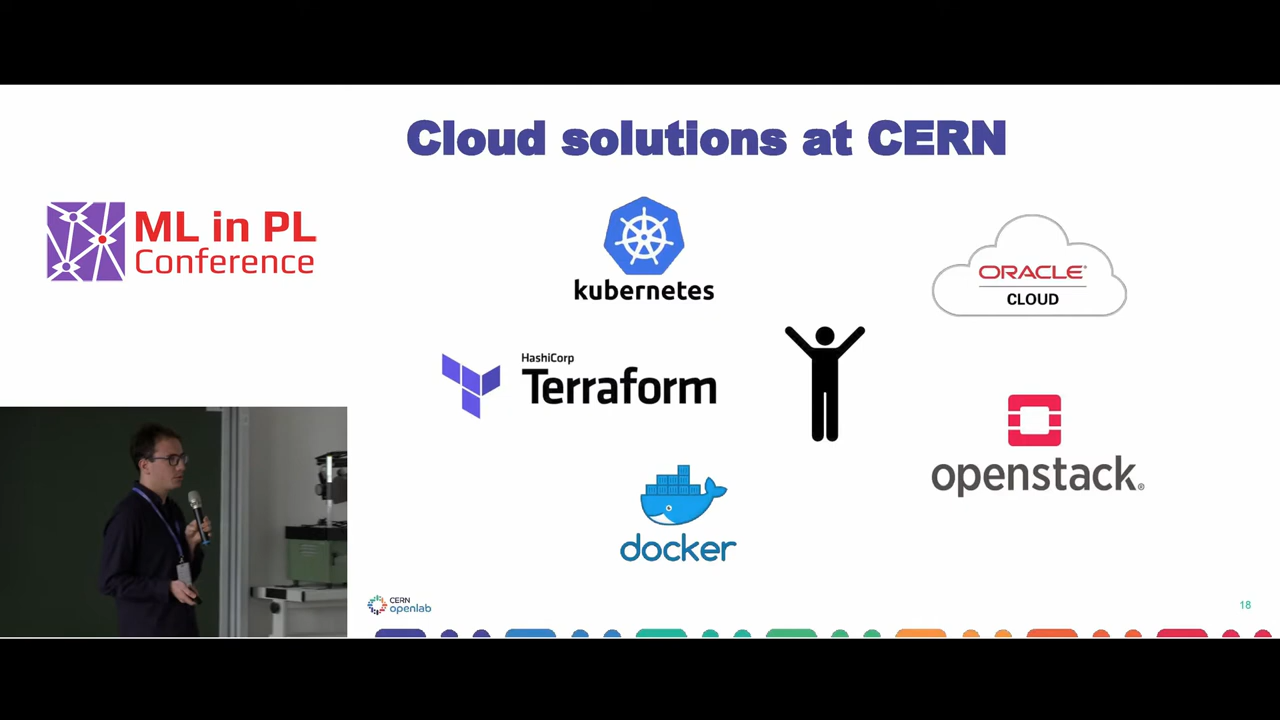 Cloud solutions at CERN
ML in PL
Conference
kubernetes
ORACLE®
CLOUD
HashiCorp
Terraform
openstack®
docker
CERN
openlab
18